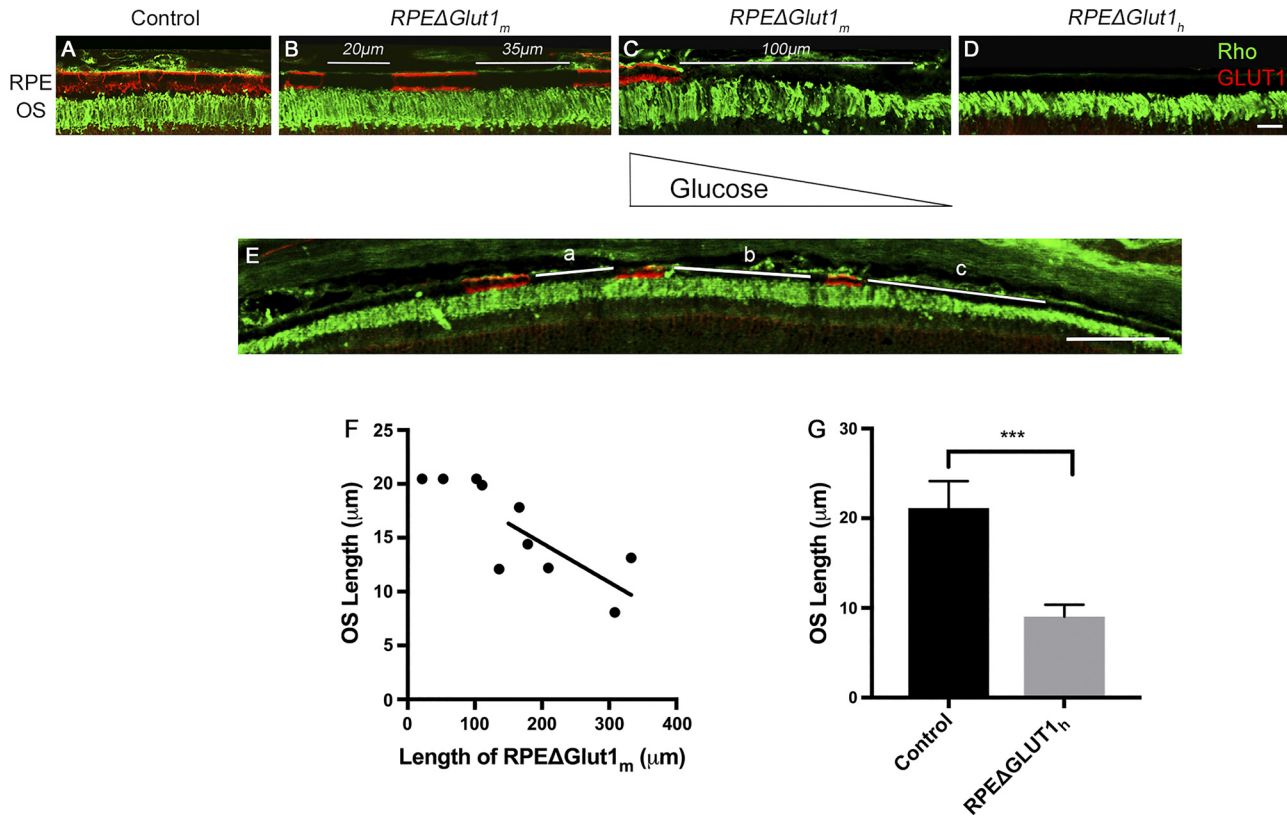 Control
RPEΔGlut1m
RPEΔGlut1m
RPEΔGlut1h
A
B
20µm
35µm
C
100µm
D
Rho
GLUT1
RPE
OS
Glucose
E
a
b
c
F
25
20
15
10
5
0
OS Length (µm)
0 100 200 300 400
Length of RPEΔGlut1m (µm)
G
30
20
10
0
OS Length (µm)
***
Control
RPEΔGLUT1h